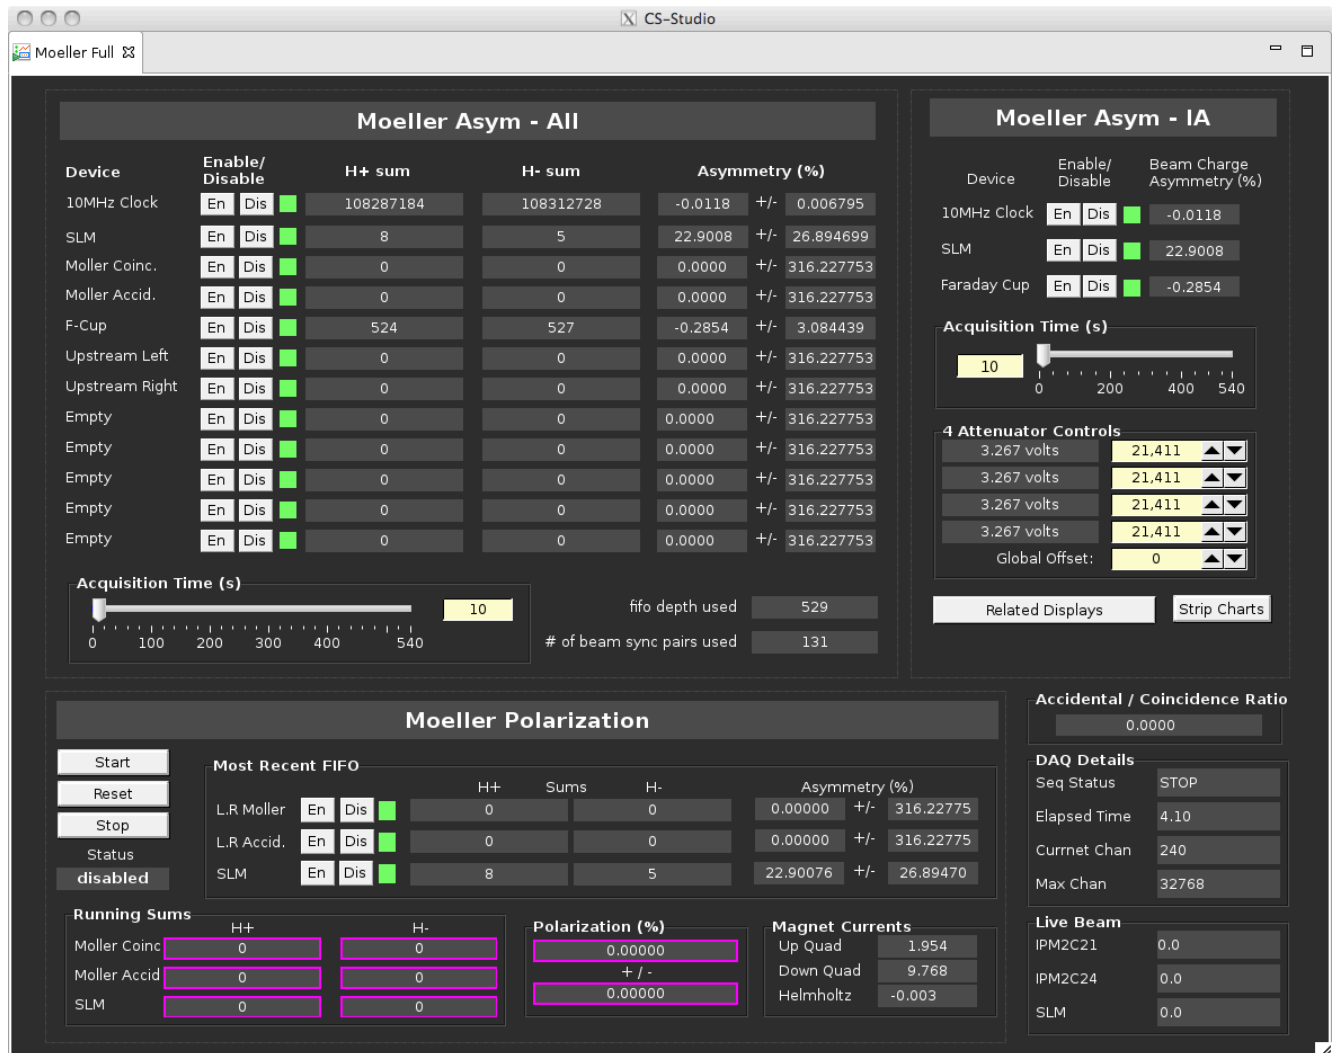 CS-Studio
Moeller Full
Moeller Asym - All
Device Enable/ Disable H+ sum H- sum Asymmetry (%)
10MHz Clock En Dis 108287184 108312728 -0.0118 +/- 0.006795
SLM En Dis 8 5 22.9008 +/- 26.894699
Moller Coinc. En Dis 0 0 0.0000 +/- 316.227753
Moller Accid. En Dis 0 0 0.0000 +/- 316.227753
F-Cup En Dis 524 527 -0.2854 +/- 3.084439
Upstream Left En Dis 0 0 0.0000 +/- 316.227753
Upstream Right En Dis 0 0 0.0000 +/- 316.227753
Empty En Dis 0 0 0.0000 +/- 316.227753
Empty En Dis 0 0 0.0000 +/- 316.227753
Empty En Dis 0 0 0.0000 +/- 316.227753
Empty En Dis 0 0 0.0000 +/- 316.227753
Empty En Dis 0 0 0.0000 +/- 316.227753
Acquisition Time (s)
10
0 100 200 300 400 540
fifo depth used 529
# of beam sync pairs used 131
Moeller Asym - IA
Device Enable/ Disable Beam Charge Asymmetry (%)
10MHz Clock En Dis -0.0118
SLM En Dis 22.9008
Faraday Cup En Dis -0.2854
Acquisition Time (s)
10
0 200 400 540
4 Attenuator Controls
3.267 volts 21,411
3.267 volts 21,411
3.267 volts 21,411
3.267 volts 21,411
Global Offset: 0
Related Displays Strip Charts
Moeller Polarization
Start
Reset
Stop
Status
disabled
Most Recent FIFO
H+ Sums H- Asymmetry (%)
L.R Moller En Dis 0 0 0.00000 +/- 316.22775
L.R Accid. En Dis 0 0 0.00000 +/- 316.22775
SLM En Dis 8 5 22.90076 +/- 26.89470
Running Sums
H+ H-
Moller Coinc 0 0
Moller Accid 0 0
SLM 0 0
Polarization (%)
0.00000
+ / -
0.00000
Magnet Currents
Up Quad 1.954
Down Quad 9.768
Helmholtz -0.003
Accidental / Coincidence Ratio
0.0000
DAQ Details
Seq Status STOP
Elapsed Time 4.10
Currnet Chan 240
Max Chan 32768
Live Beam
IPM2C21 0.0
IPM2C24 0.0
SLM 0.0